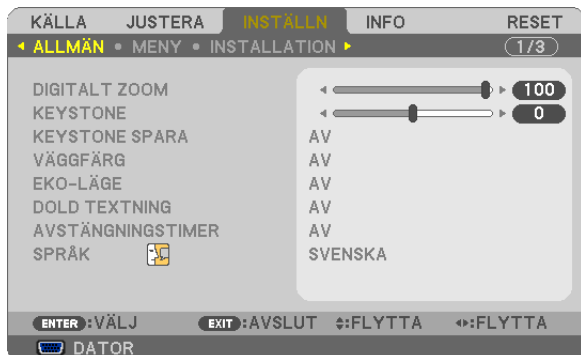 KÄLLA JUSTERA INSTÄLLN INFO RESET
ALLMÄN • MENY • INSTALLATION 1/3
DIGITALT ZOOM 100
KEYSTONE 0
KEYSTONE SPARA AV
VÄGGFÄRG AV
EKO-LÄGE AV
DOLD TEXTNING AV
AVSTÄNGNINGSTIMER AV
SPRÅK SVENSKA
ENTER :VÄLJ EXIT :AVSLUT :FLYTTA :FLYTTA
DATOR